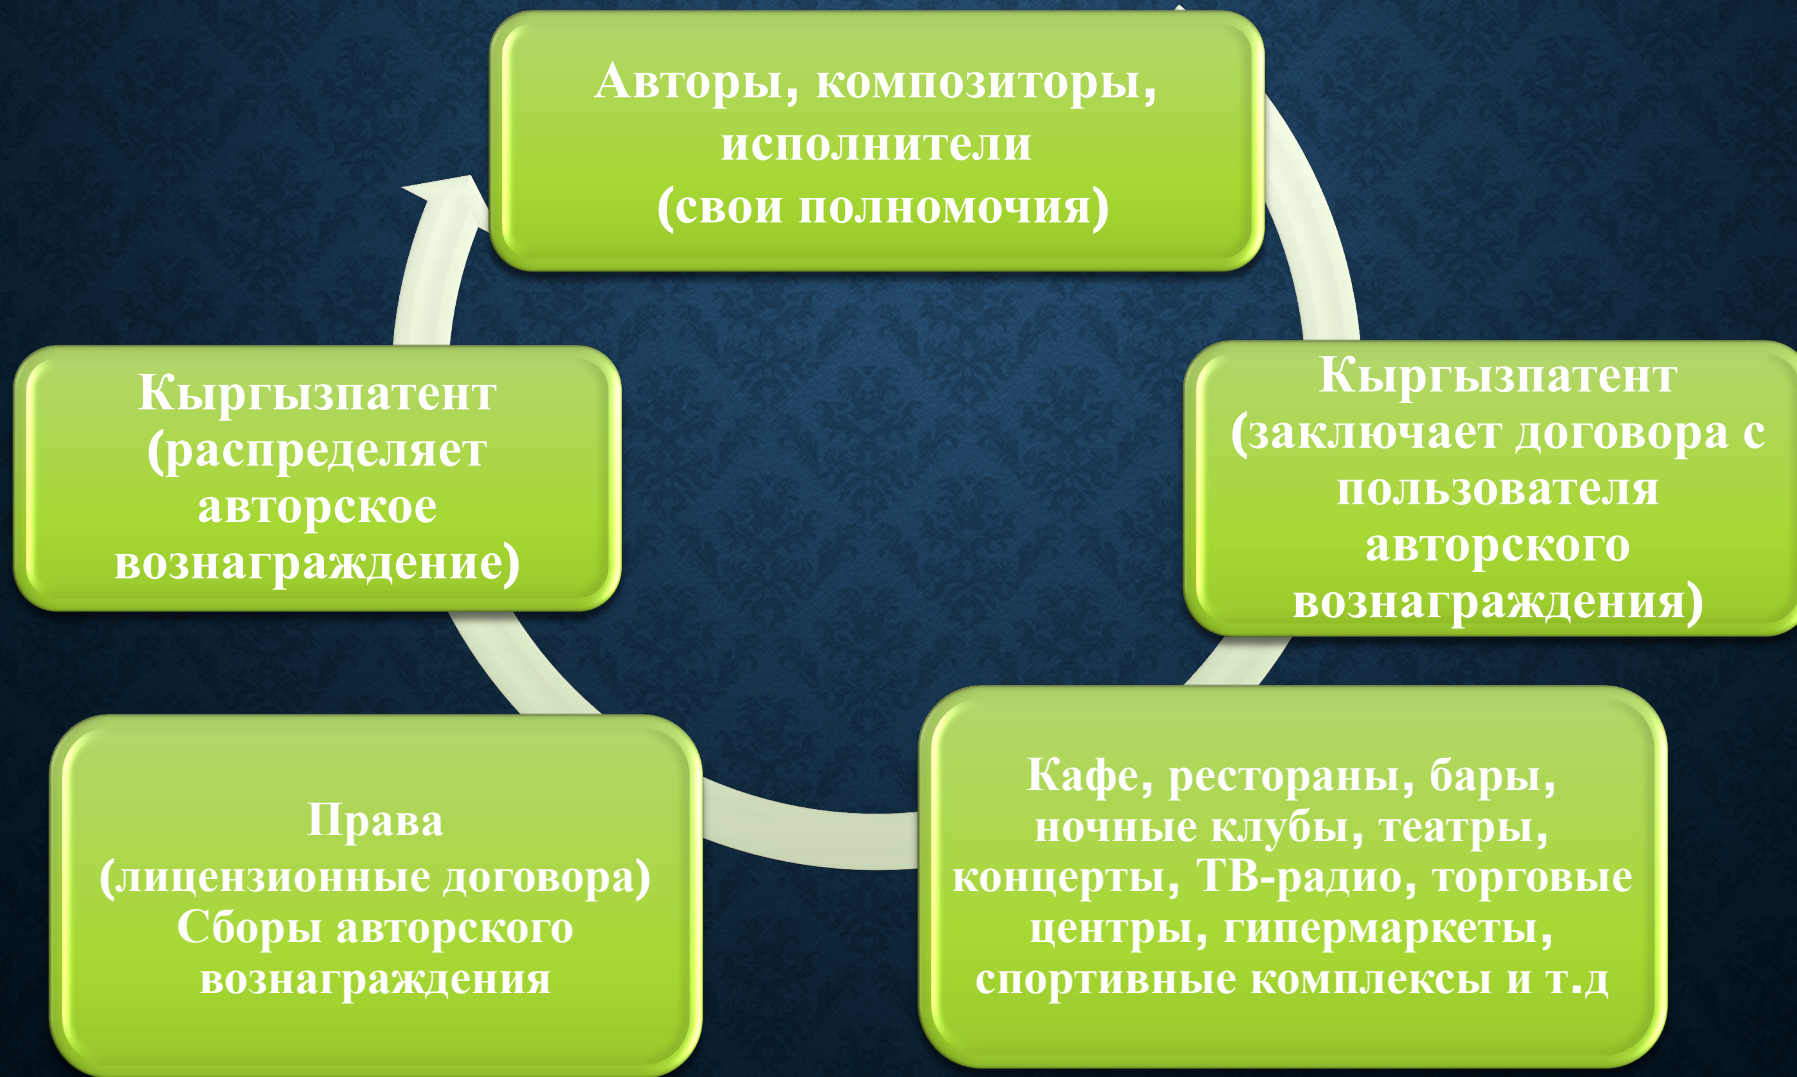 Авторы, композиторы,
исполнители
(свои полномочия)
Кыргызпатент
(заключает договора с
пользователя
авторского
вознаграждения)
Кафе, рестораны, бары,
ночные клубы, театры,
концерты, ТВ-радио, торговые
центры, гипермаркеты,
спортивные комплексы и т.д
Права
(лицензионные договора)
Сборы авторского
вознаграждения
Кыргызпатент
(распределяет
авторское
вознаграждение)